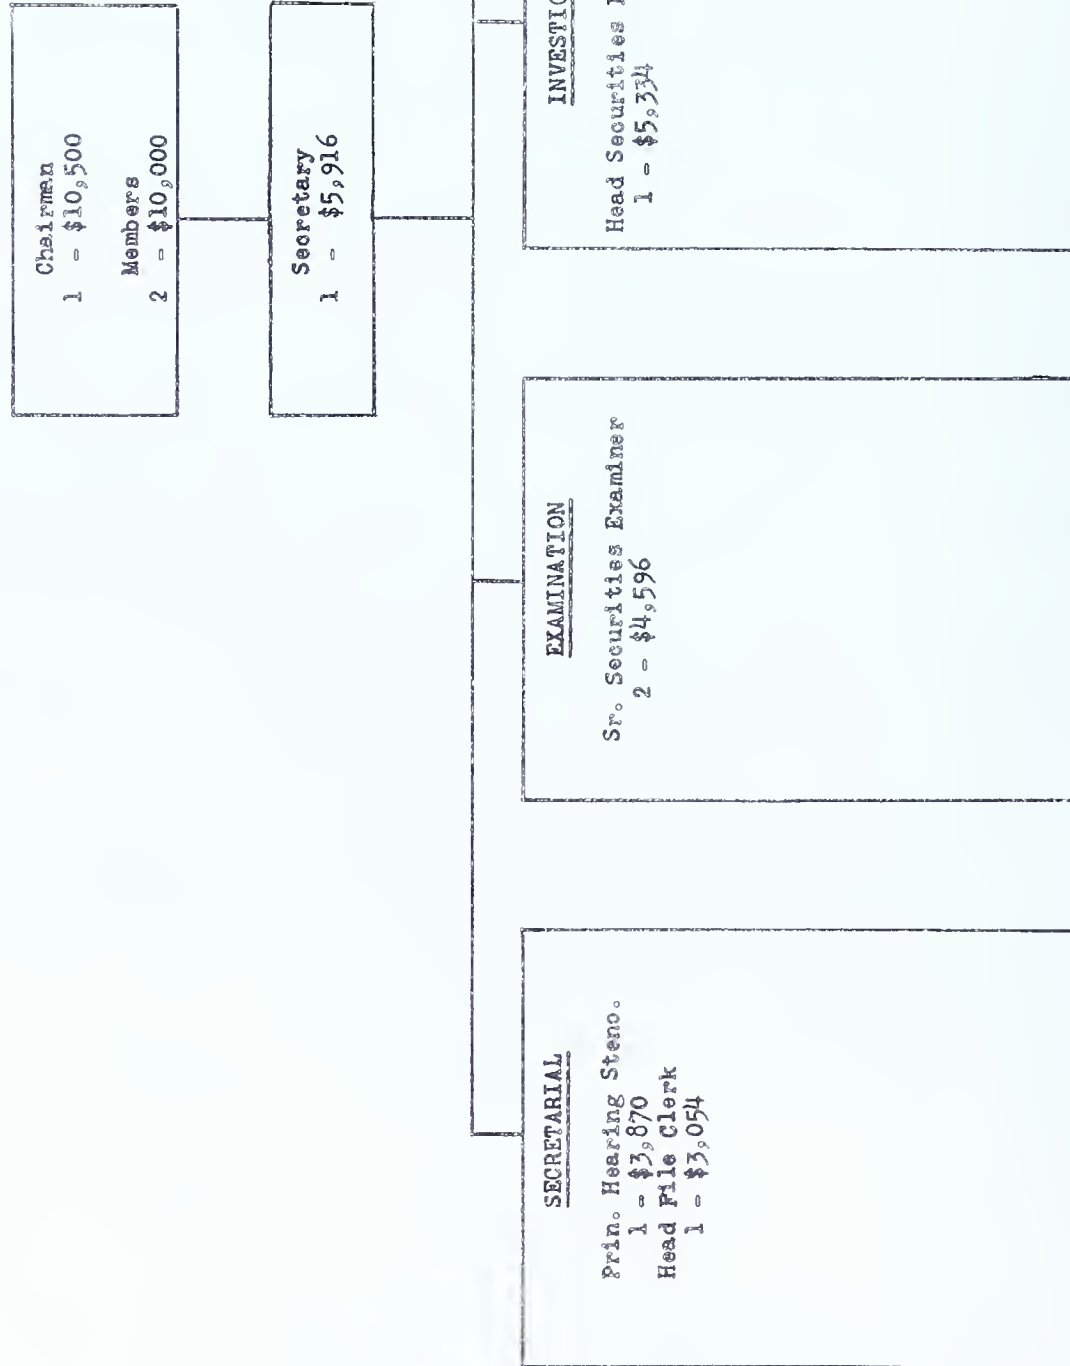 Chairman
1 - $10,500
Members
2 - $10,000
Secretary
1 - $5,916
SECRETARIAL
Prin. Hearing Steno.
1 - $3,870
Head File Clerk
1 - $3,054
EXAMINATION
Sr. Securities Examiner
2 - $4,596
INVESTIG
Head Securities
1 - $5,334